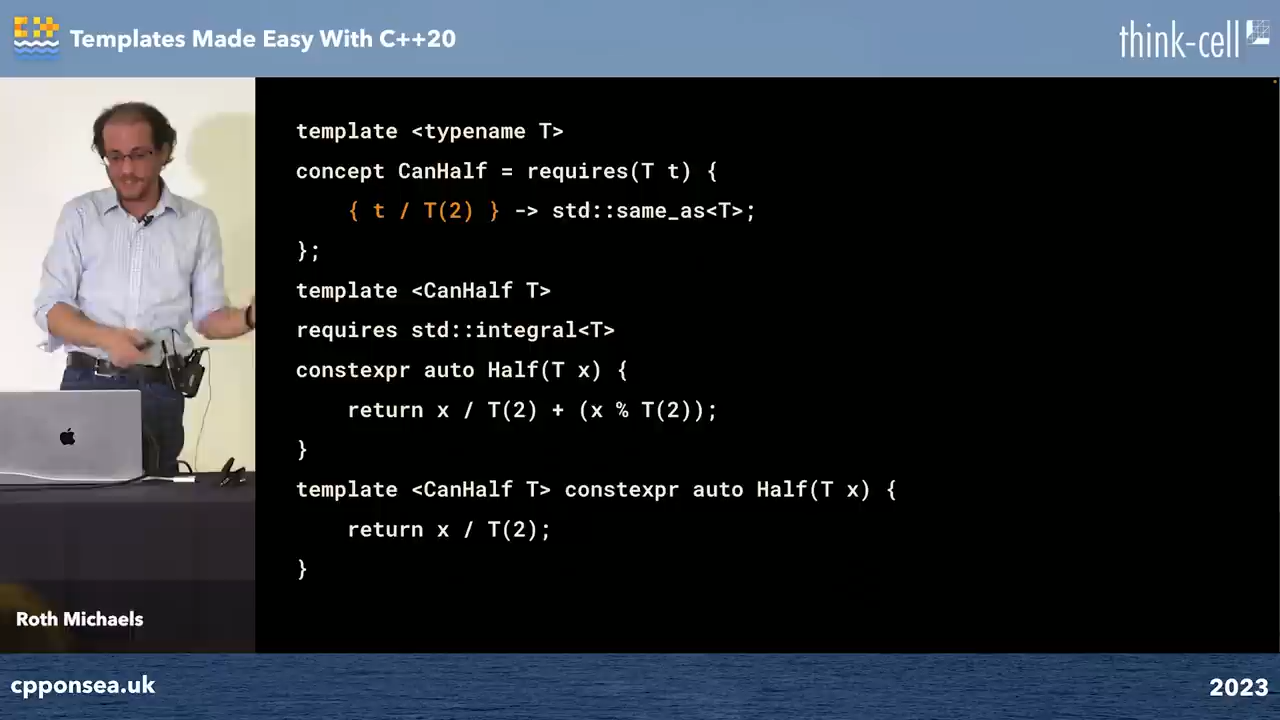 C++
Templates Made Easy With C++20
think-cell
template <typename T>
concept CanHalf = requires(T t) {
{ t / T(2) } -> std::same_as<T>;
};
template <CanHalf T>
requires std::integral<T>
constexpr auto Half(T x) {
return x / T(2) + (x % T(2));
}
template <CanHalf T> constexpr auto Half(T x) {
return x / T(2);
}
Roth Michaels
cpponsea.uk
2023